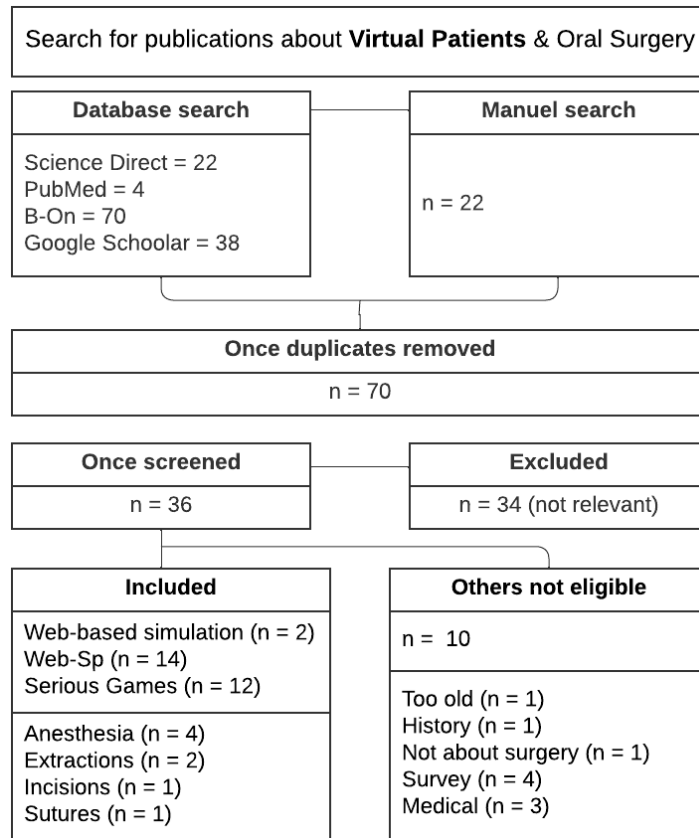 Search for publications about Virtual Patients & Oral Surgery
Database search
Science Direct = 22
PubMed = 4
B-On = 70
Google Schoolar = 38
Manuel search
n = 22
Once duplicates removed
n = 70
Once screened
n = 36
Excluded
n = 34 (not relevant)
Included
Web-based simulation (n = 2)
Web-Sp (n = 14)
Serious Games (n = 12)
Anesthesia (n = 4)
Extractions (n = 2)
Incisions (n = 1)
Sutures (n = 1)
Others not eligible
n = 10
Too old (n = 1)
History (n = 1)
Not about surgery (n = 1)
Survey (n = 4)
Medical (n = 3)